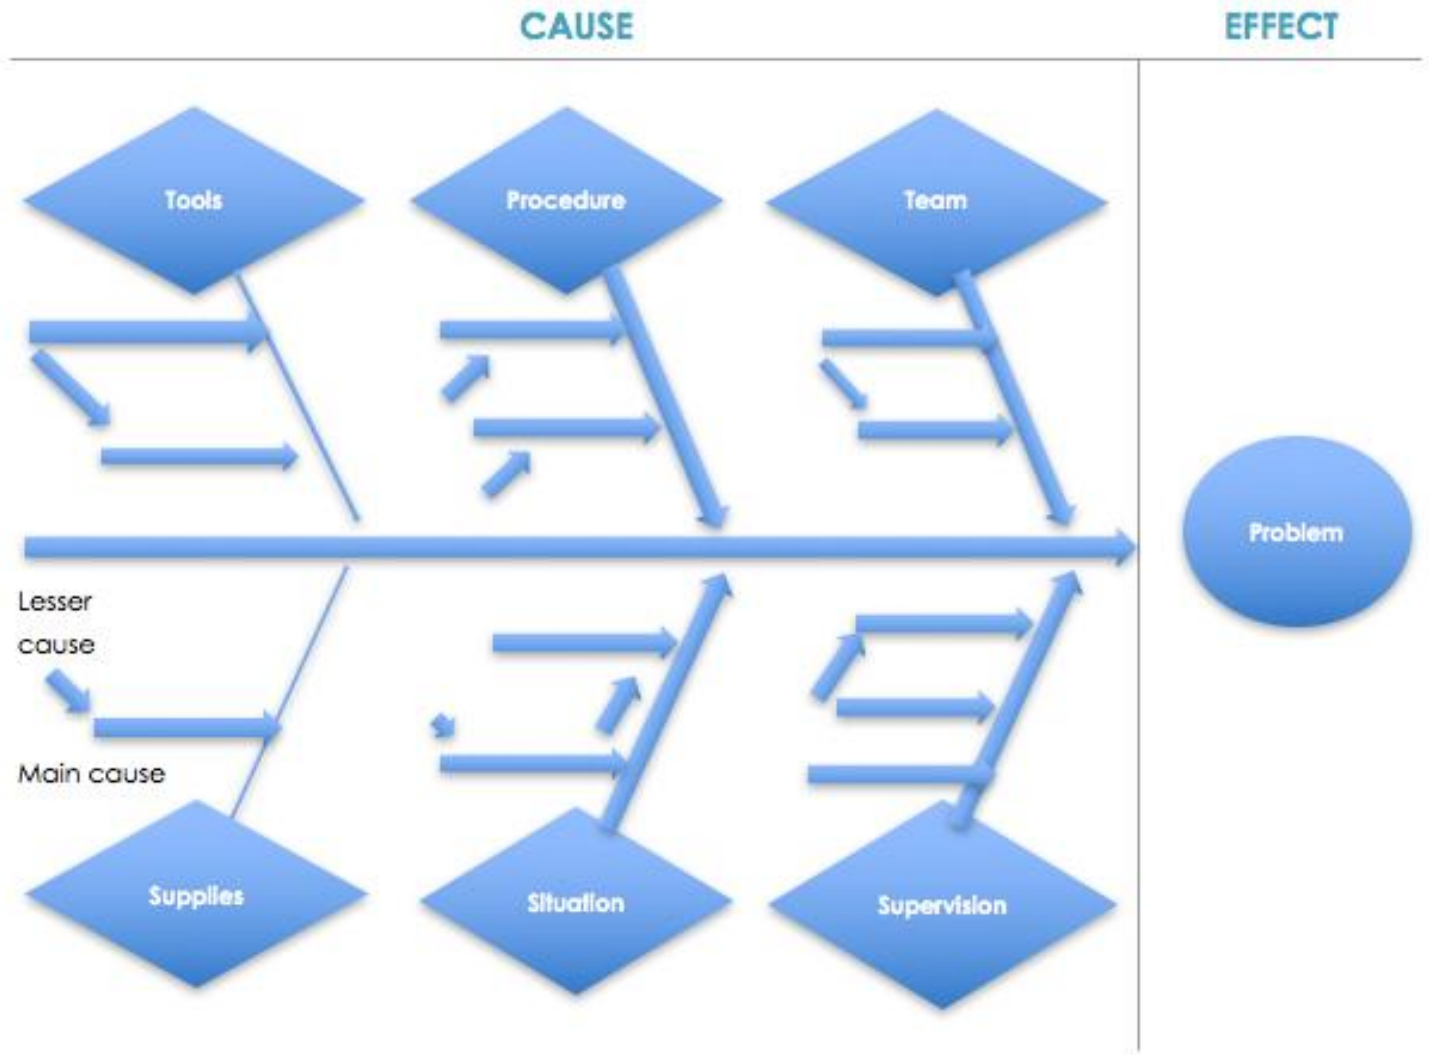 CAUSE
EFFECT
Tools
Procedure
Team
Problem
Lesser
cause
Main cause
Supplies
Situation
Supervision